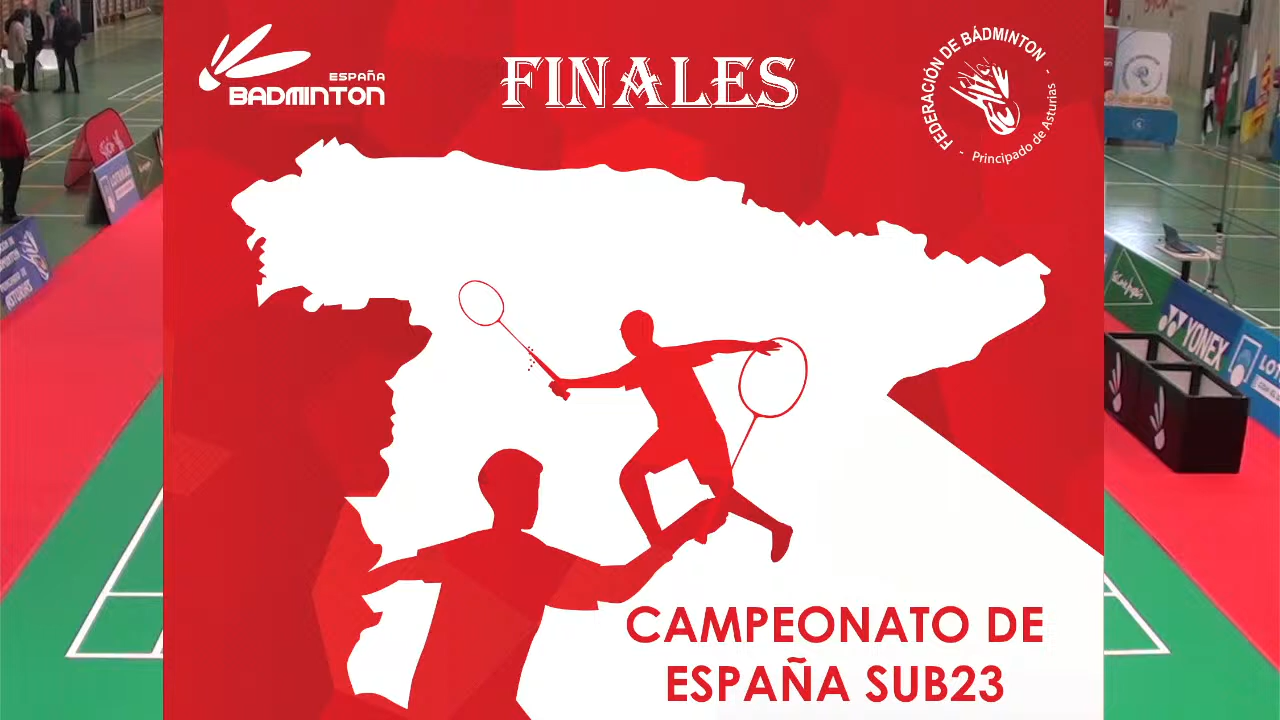 ESPAÑA
BADMINTON
FINALES
FEDERACIÓN DE BÁDMINTON
- Principado de Asturias -
CAMPEONATO DE
ESPAÑA SUB23
YONEX